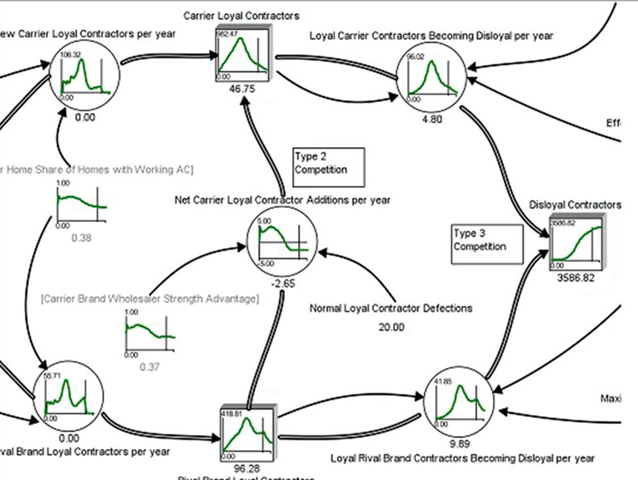 Carrier Loyal Contractors
ew Carrier Loyal Contractors per year
Loyal Carrier Contractors Becoming Disloyal per year
106.32
0.00
0.00
982.47
0.00
46.75
96.02
0.00
4.80
Eff
Type 2
Competition
r Home Share of Homes with Working AC]
1.00
0.00
0.38
Net Carrier Loyal Contractor Additions per year
5.00
-5.00
-2.65
Type 3
Competition
Disloyal Contractors
3586.82
0.00
3586.82
[Carrier Brand Wholesaler Strength Advantage]
1.00
0.00
0.37
Normal Loyal Contractor Defections
20.00
55.71
0.00
0.00
418.81
0.00
96.28
41.85
0.00
9.89
Maxi
val Brand Loyal Contractors per year
Loyal Rival Brand Contractors Becoming Disloyal per year
Rival Brand Loyal Contractors